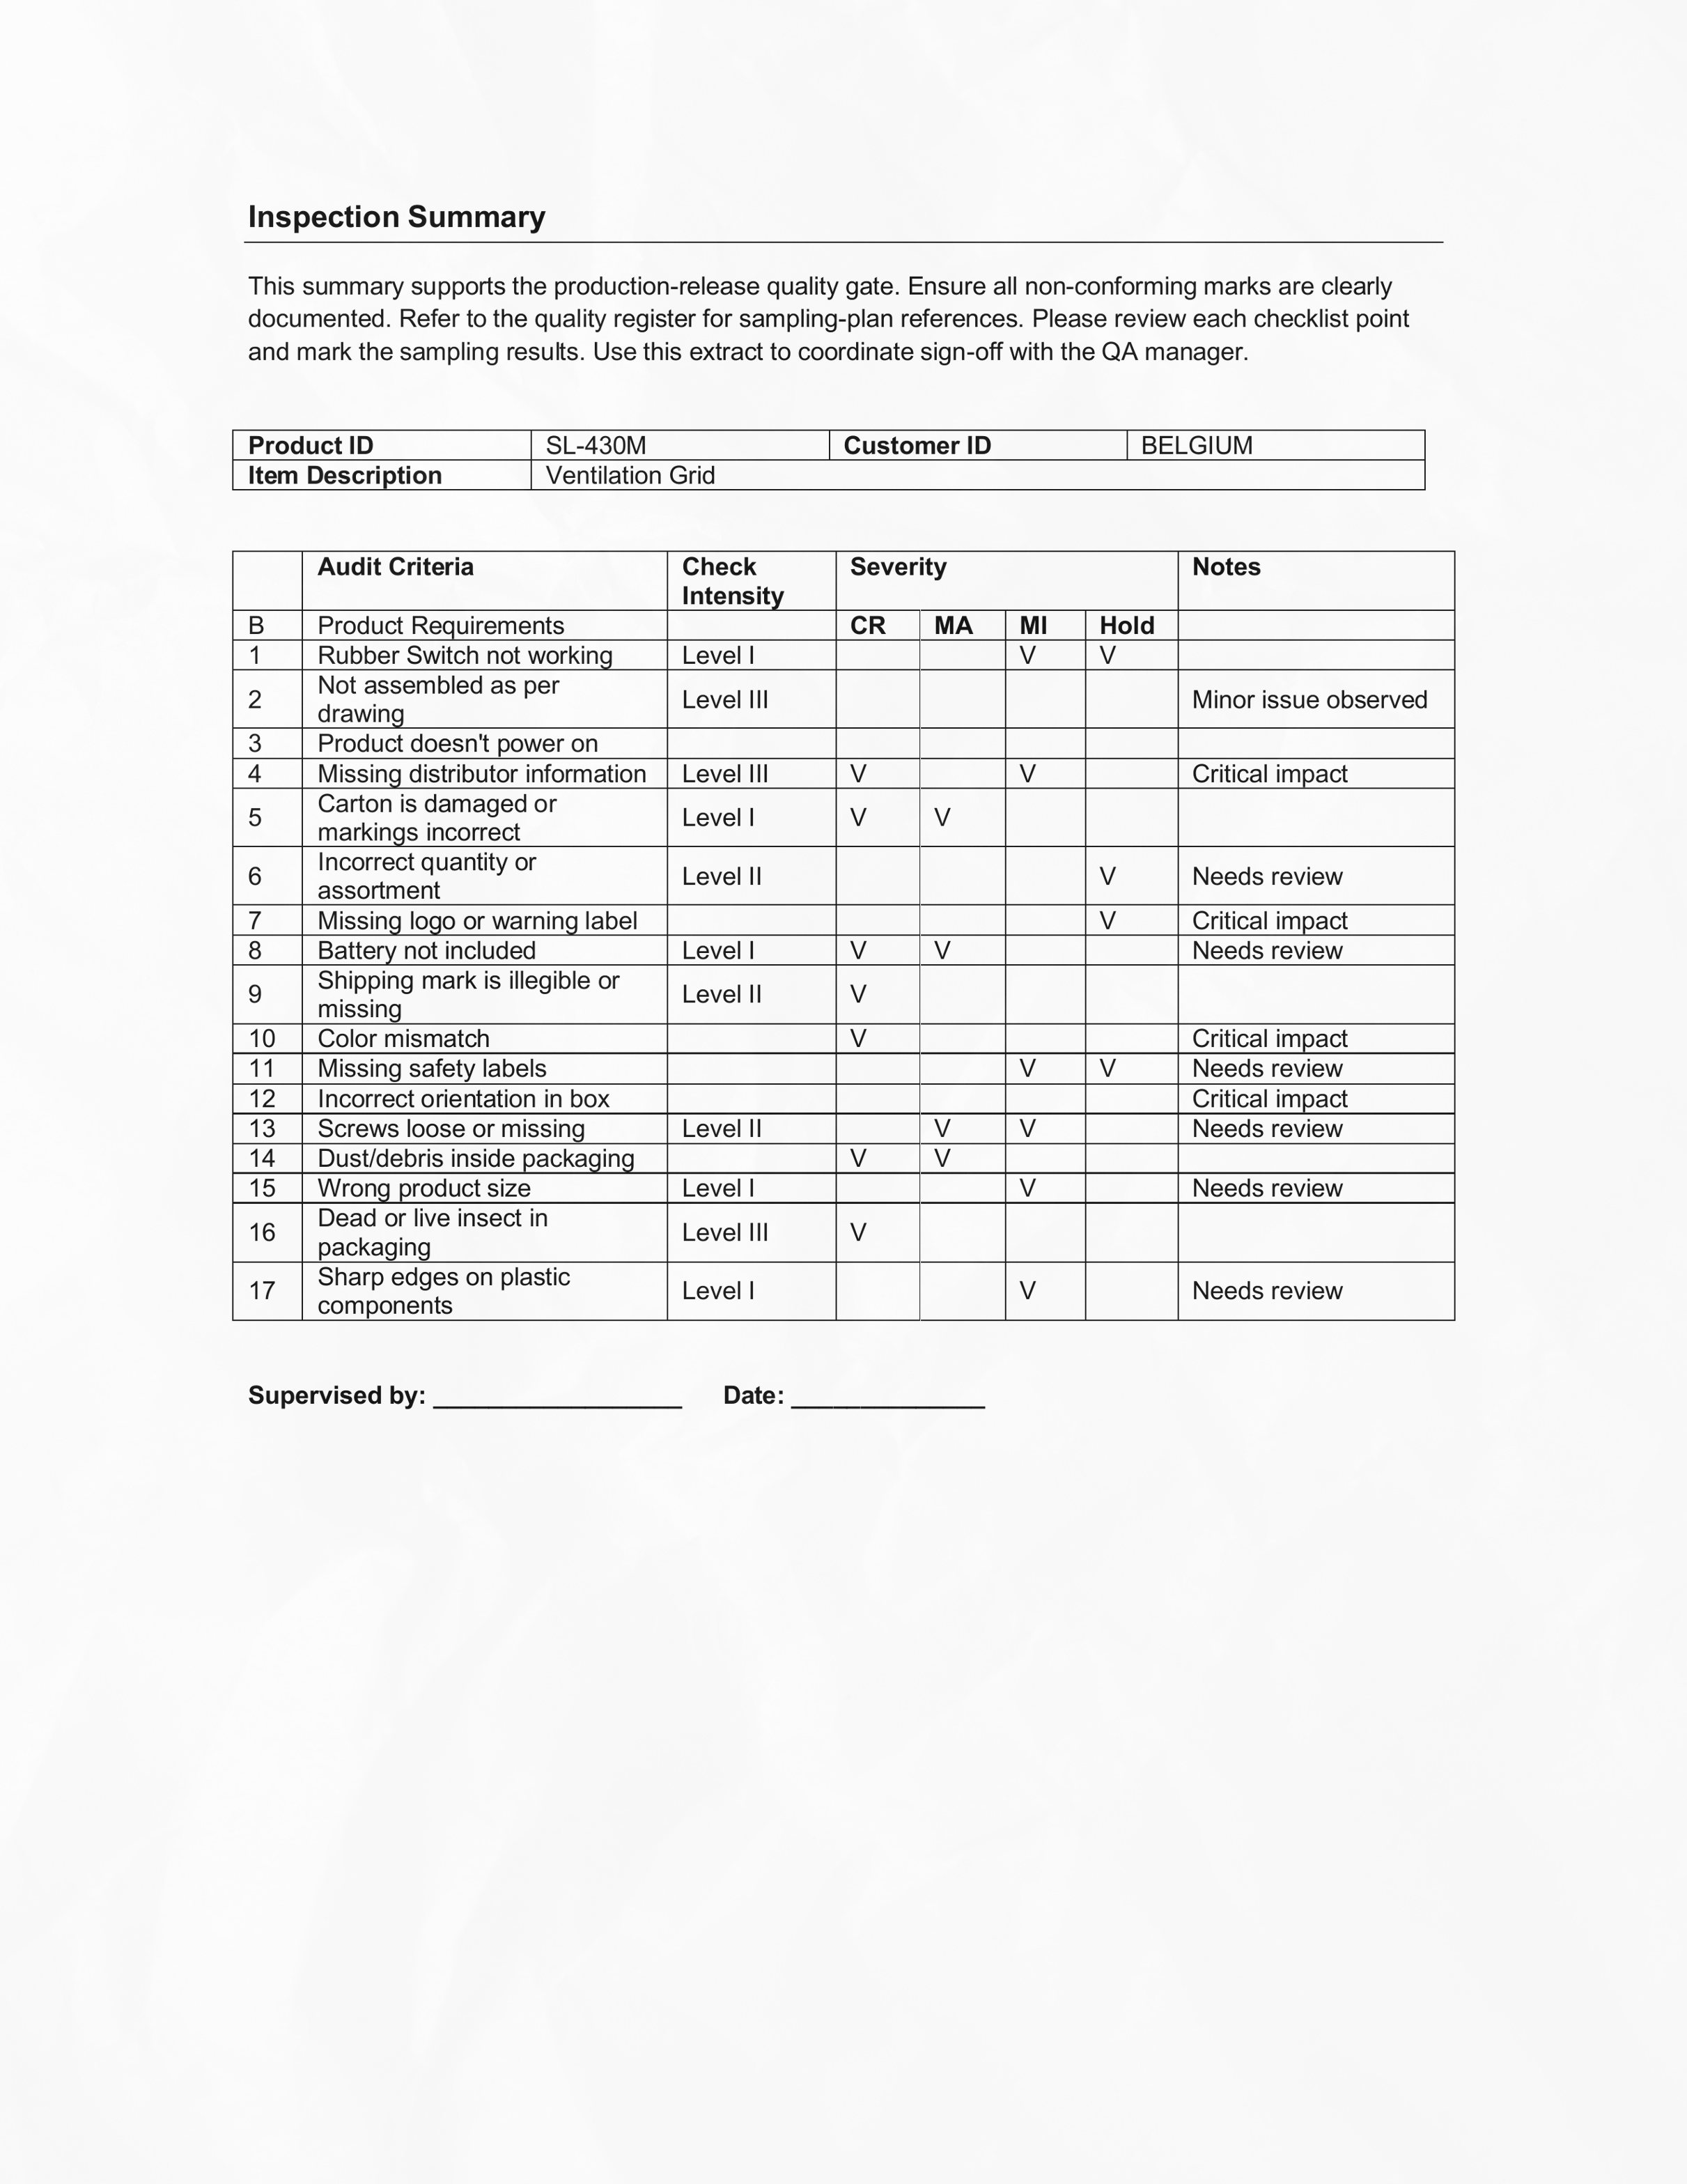 Inspection Summary
This summary supports the production-release quality gate. Ensure all non-conforming marks are clearly
documented. Refer to the quality register for sampling-plan references. Please review each checklist point
and mark the sampling results. Use this extract to coordinate sign-off with the QA manager.
Product ID SL-430M Customer ID BELGIUM
Item Description Ventilation Grid
Audit Criteria Check Severity Notes
Intensity
B Product Requirements CR MA MI Hold
1 Rubber Switch not working Level I V V
2 Not assembled as per
drawing Level III Minor issue observed
3 Product doesn't power on
4 Missing distributor information Level III V V Critical impact
5 Carton is damaged or
markings incorrect Level I V V
6 Incorrect quantity or
assortment Level II V Needs review
7 Missing logo or warning label V Critical impact
8 Battery not included Level I V V Needs review
9 Shipping mark is illegible or
missing Level II V
10 Color mismatch V Critical impact
11 Missing safety labels V V Needs review
12 Incorrect orientation in box Critical impact
13 Screws loose or missing Level II V V Needs review
14 Dust/debris inside packaging V V
15 Wrong product size Level I V Needs review
16 Dead or live insect in
packaging Level III V
17 Sharp edges on plastic
components Level I V Needs review
Supervised by: __________________ Date: ______________